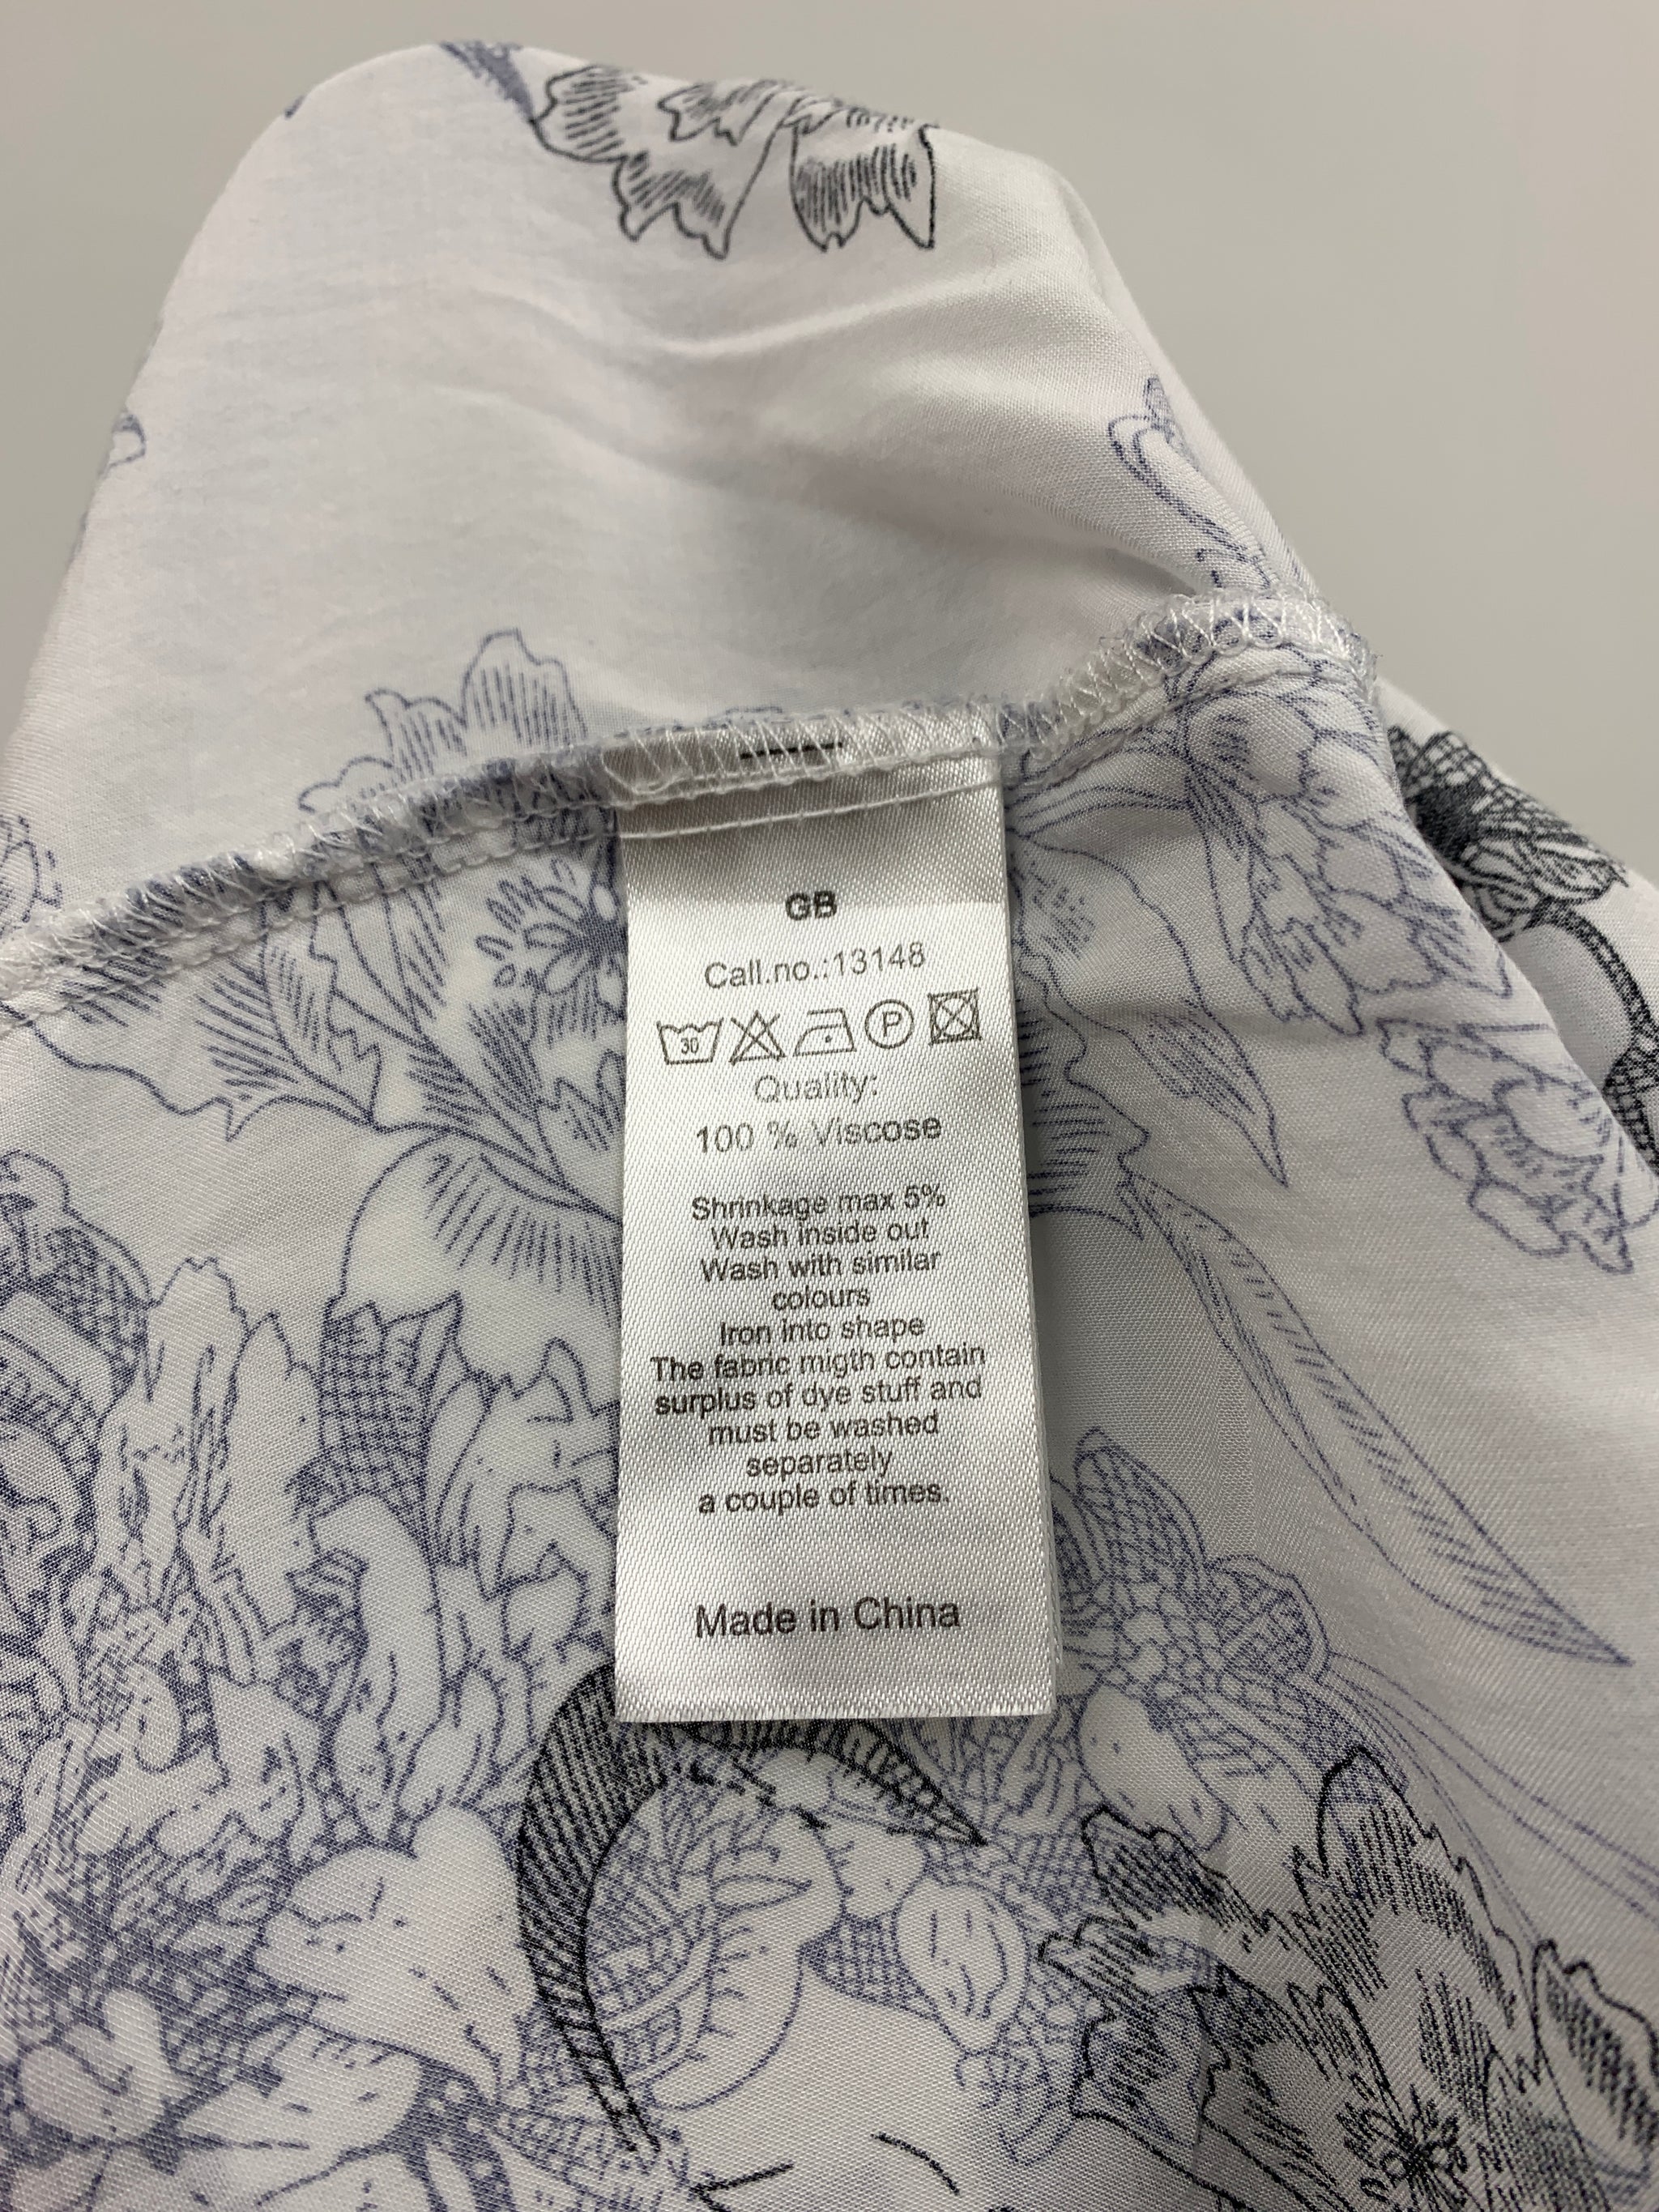 GB
Call.no.:13148
30 P
Quality:
100 % Viscose
Shrinkage max 5%
Wash inside out
Wash with similar
colours
Iron into shape
The fabric migth contain
surplus of dye stuff and
must be washed
separately
a couple of times.
Made in China